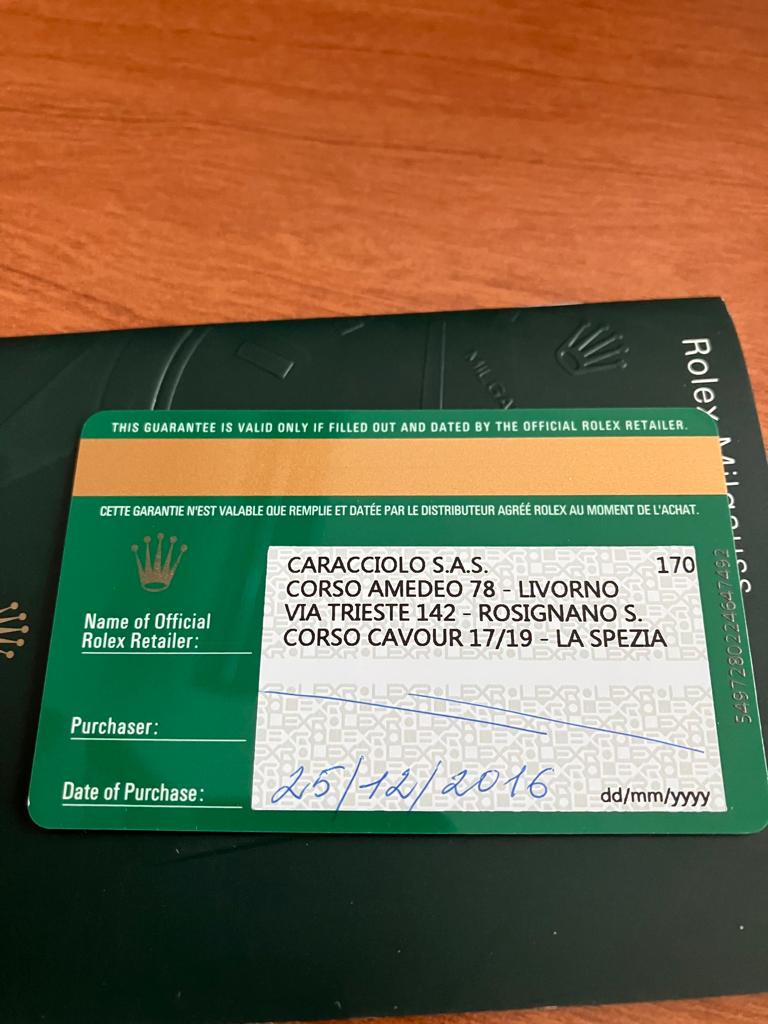 MILGA
Rolex Milgauss
THIS GUARANTEE IS VALID ONLY IF FILLED OUT AND DATED BY THE OFFICIAL ROLEX RETAILER.
CETTE GARANTIE N'EST VALABLE QUE REMPLIE ET DATÉE PAR LE DISTRIBUTEUR AGRÉÉ ROLEX AU MOMENT DE L'ACHAT.
Name of Official
Rolex Retailer:
CARACCIOLO S.A.S. 170
CORSO AMEDEO 78 - LIVORNO
VIA TRIESTE 142 - ROSIGNANO S.
CORSO CAVOUR 17/19 - LA SPEZIA
Purchaser:
Date of Purchase: 25/12/2016 dd/mm/yyyy
5497280224647492